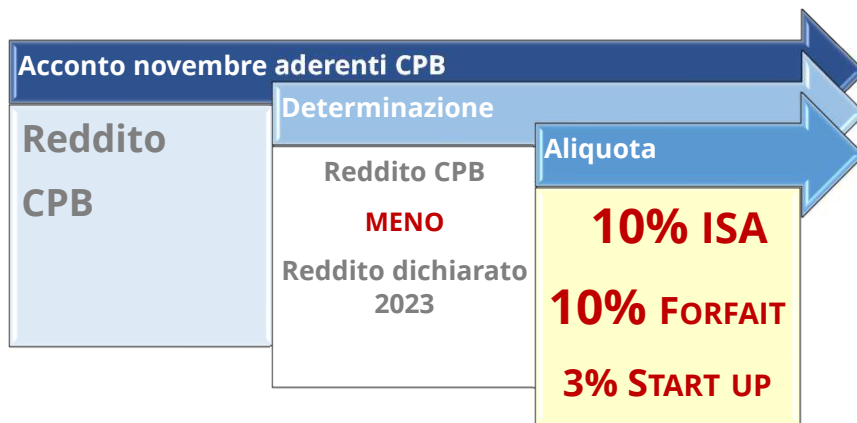 Acconto novembre aderenti CPB
Reddito
CPB
Determinazione
Reddito CPB
MENO
Reddito dichiarato
2023
Aliquota
10% ISA
10% FORFAIT
3% START UP